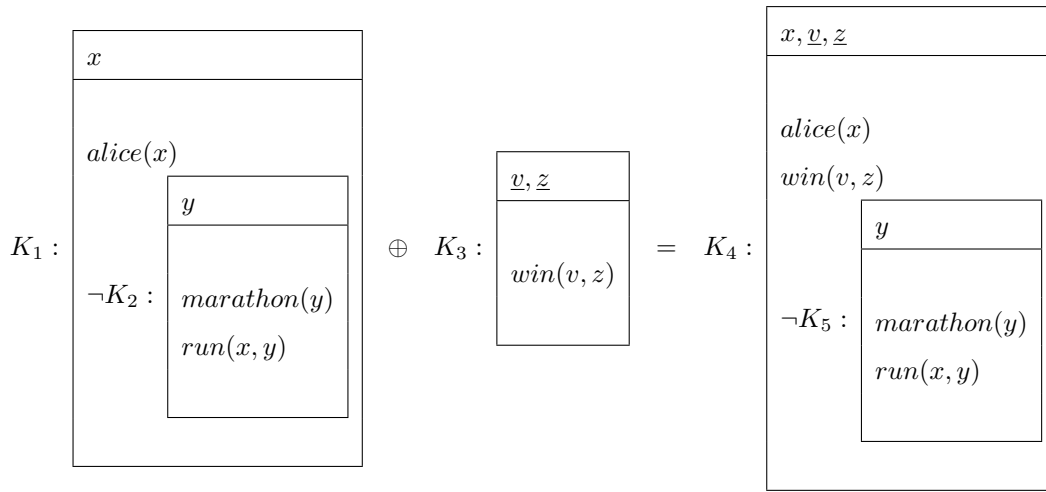 K₁ :
x
alice(x)
¬K₂ :
y
marathon(y)
run(x, y)
⊕
K₃ :
v, z
win(v, z)
=
K₄ :
x, v, z
alice(x)
win(v, z)
¬K₅ :
y
marathon(y)
run(x, y)